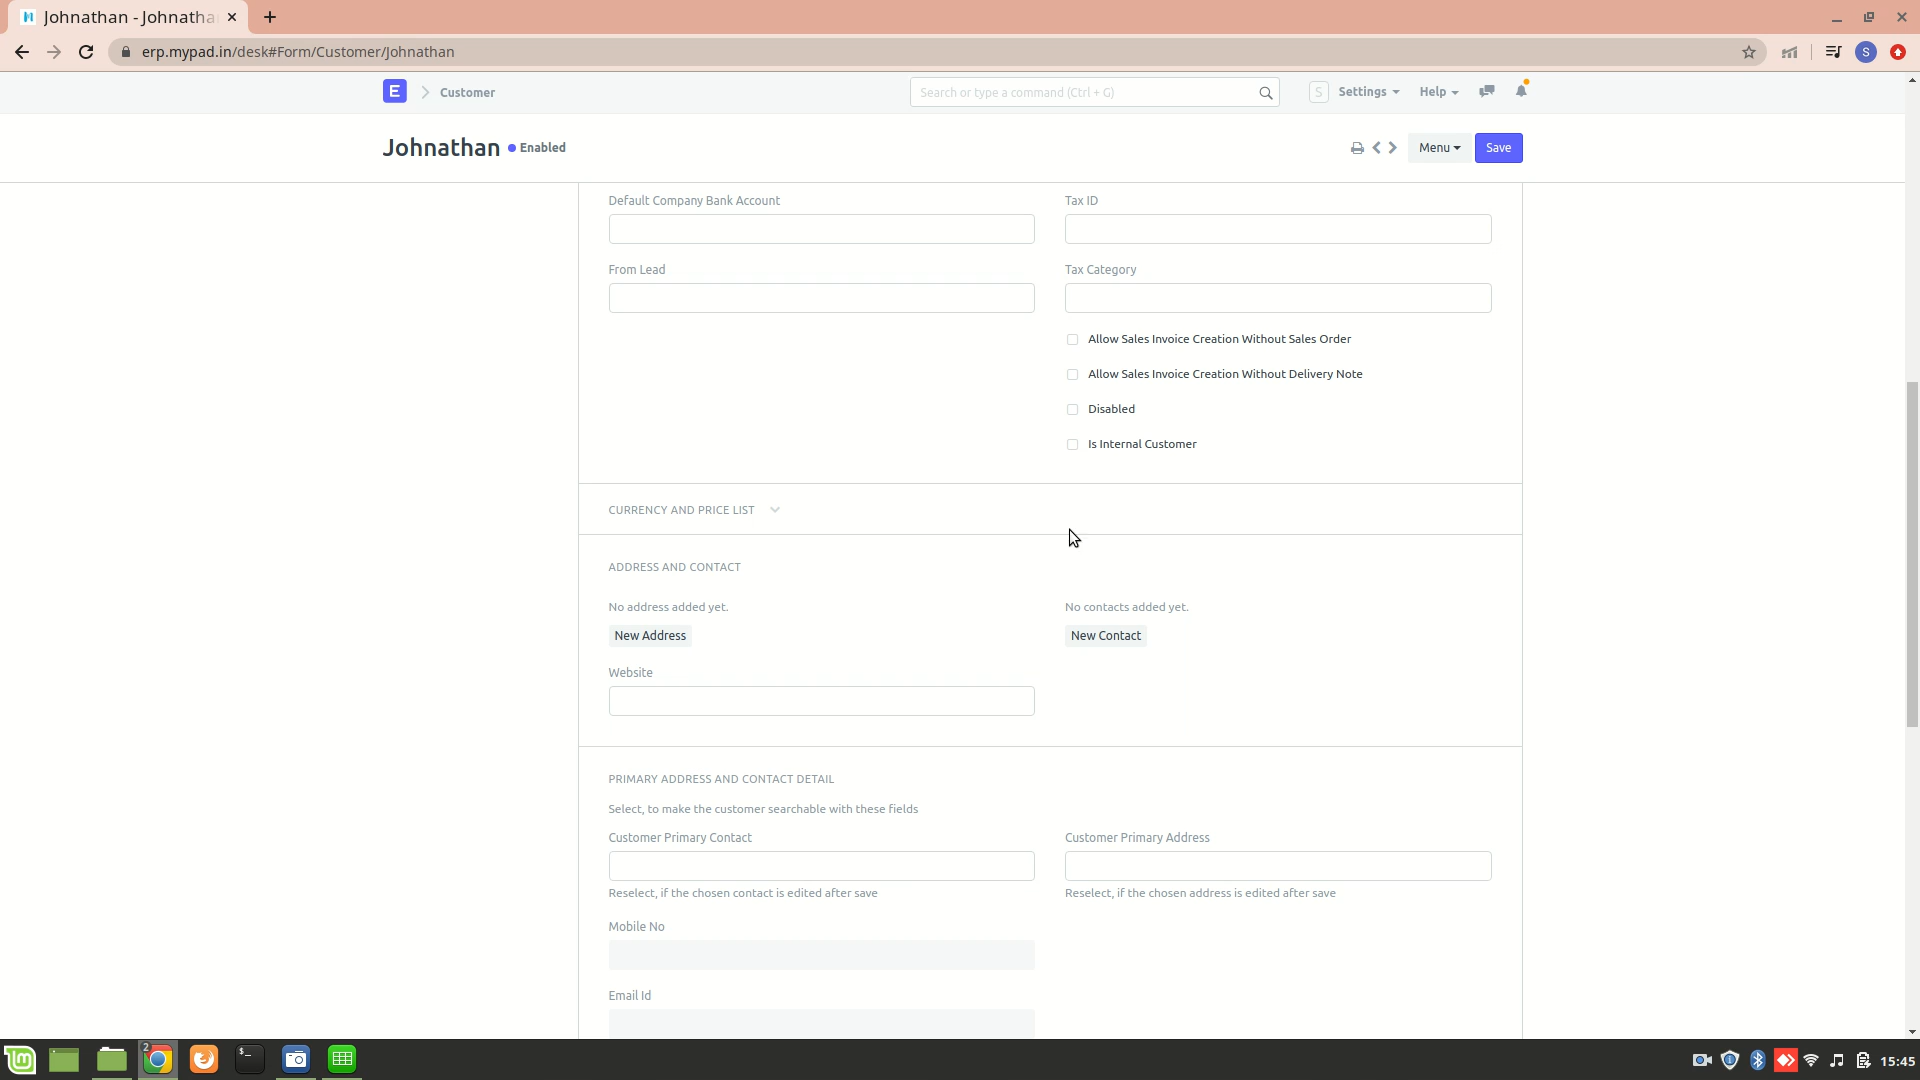 Johnathan - Johnatha
erp.mypad.in/desk#Form/Customer/Johnathan
S
E
Customer
Search or type a command (Ctrl + G)
S
Settings
Help
Johnathan
Enabled
Menu
Save
Default Company Bank Account
Tax ID
From Lead
Tax Category
Allow Sales Invoice Creation Without Sales Order
Allow Sales Invoice Creation Without Delivery Note
Disabled
Is Internal Customer
CURRENCY AND PRICE LIST
ADDRESS AND CONTACT
No address added yet.
No contacts added yet.
New Address
New Contact
Website
PRIMARY ADDRESS AND CONTACT DETAIL
Select, to make the customer searchable with these fields
Customer Primary Contact
Customer Primary Address
Reselect, if the chosen contact is edited after save
Reselect, if the chosen address is edited after save
Mobile No
Email Id
2
15:45